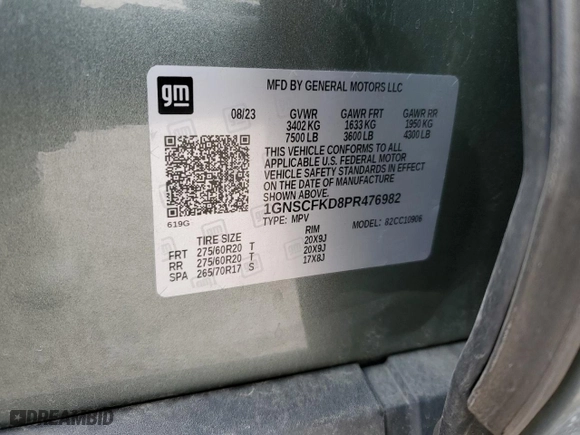 gm
MFD BY GENERAL MOTORS LLC
08/23 GVWR GAWR FRT GAWR RR
3402 KG 1633 KG 1950 KG
7500 LB 3600 LB 4300 LB
THIS VEHICLE CONFORMS TO ALL
APPLICABLE U.S. FEDERAL MOTOR
VEHICLE SAFETY STANDARDS IN EFFECT
ON THE DATE OF MANUFACTURE
SHOWN ABOVE.
1GNSCFKD8PR476982
619G TYPE: MPV MODEL: 82CC10906
TIRE SIZE RIM
FRT 275/60R20 T 20X9J
RR 275/60R20 T 20X9J
SPA 265/70R17 S 17X8J
DREAMBID